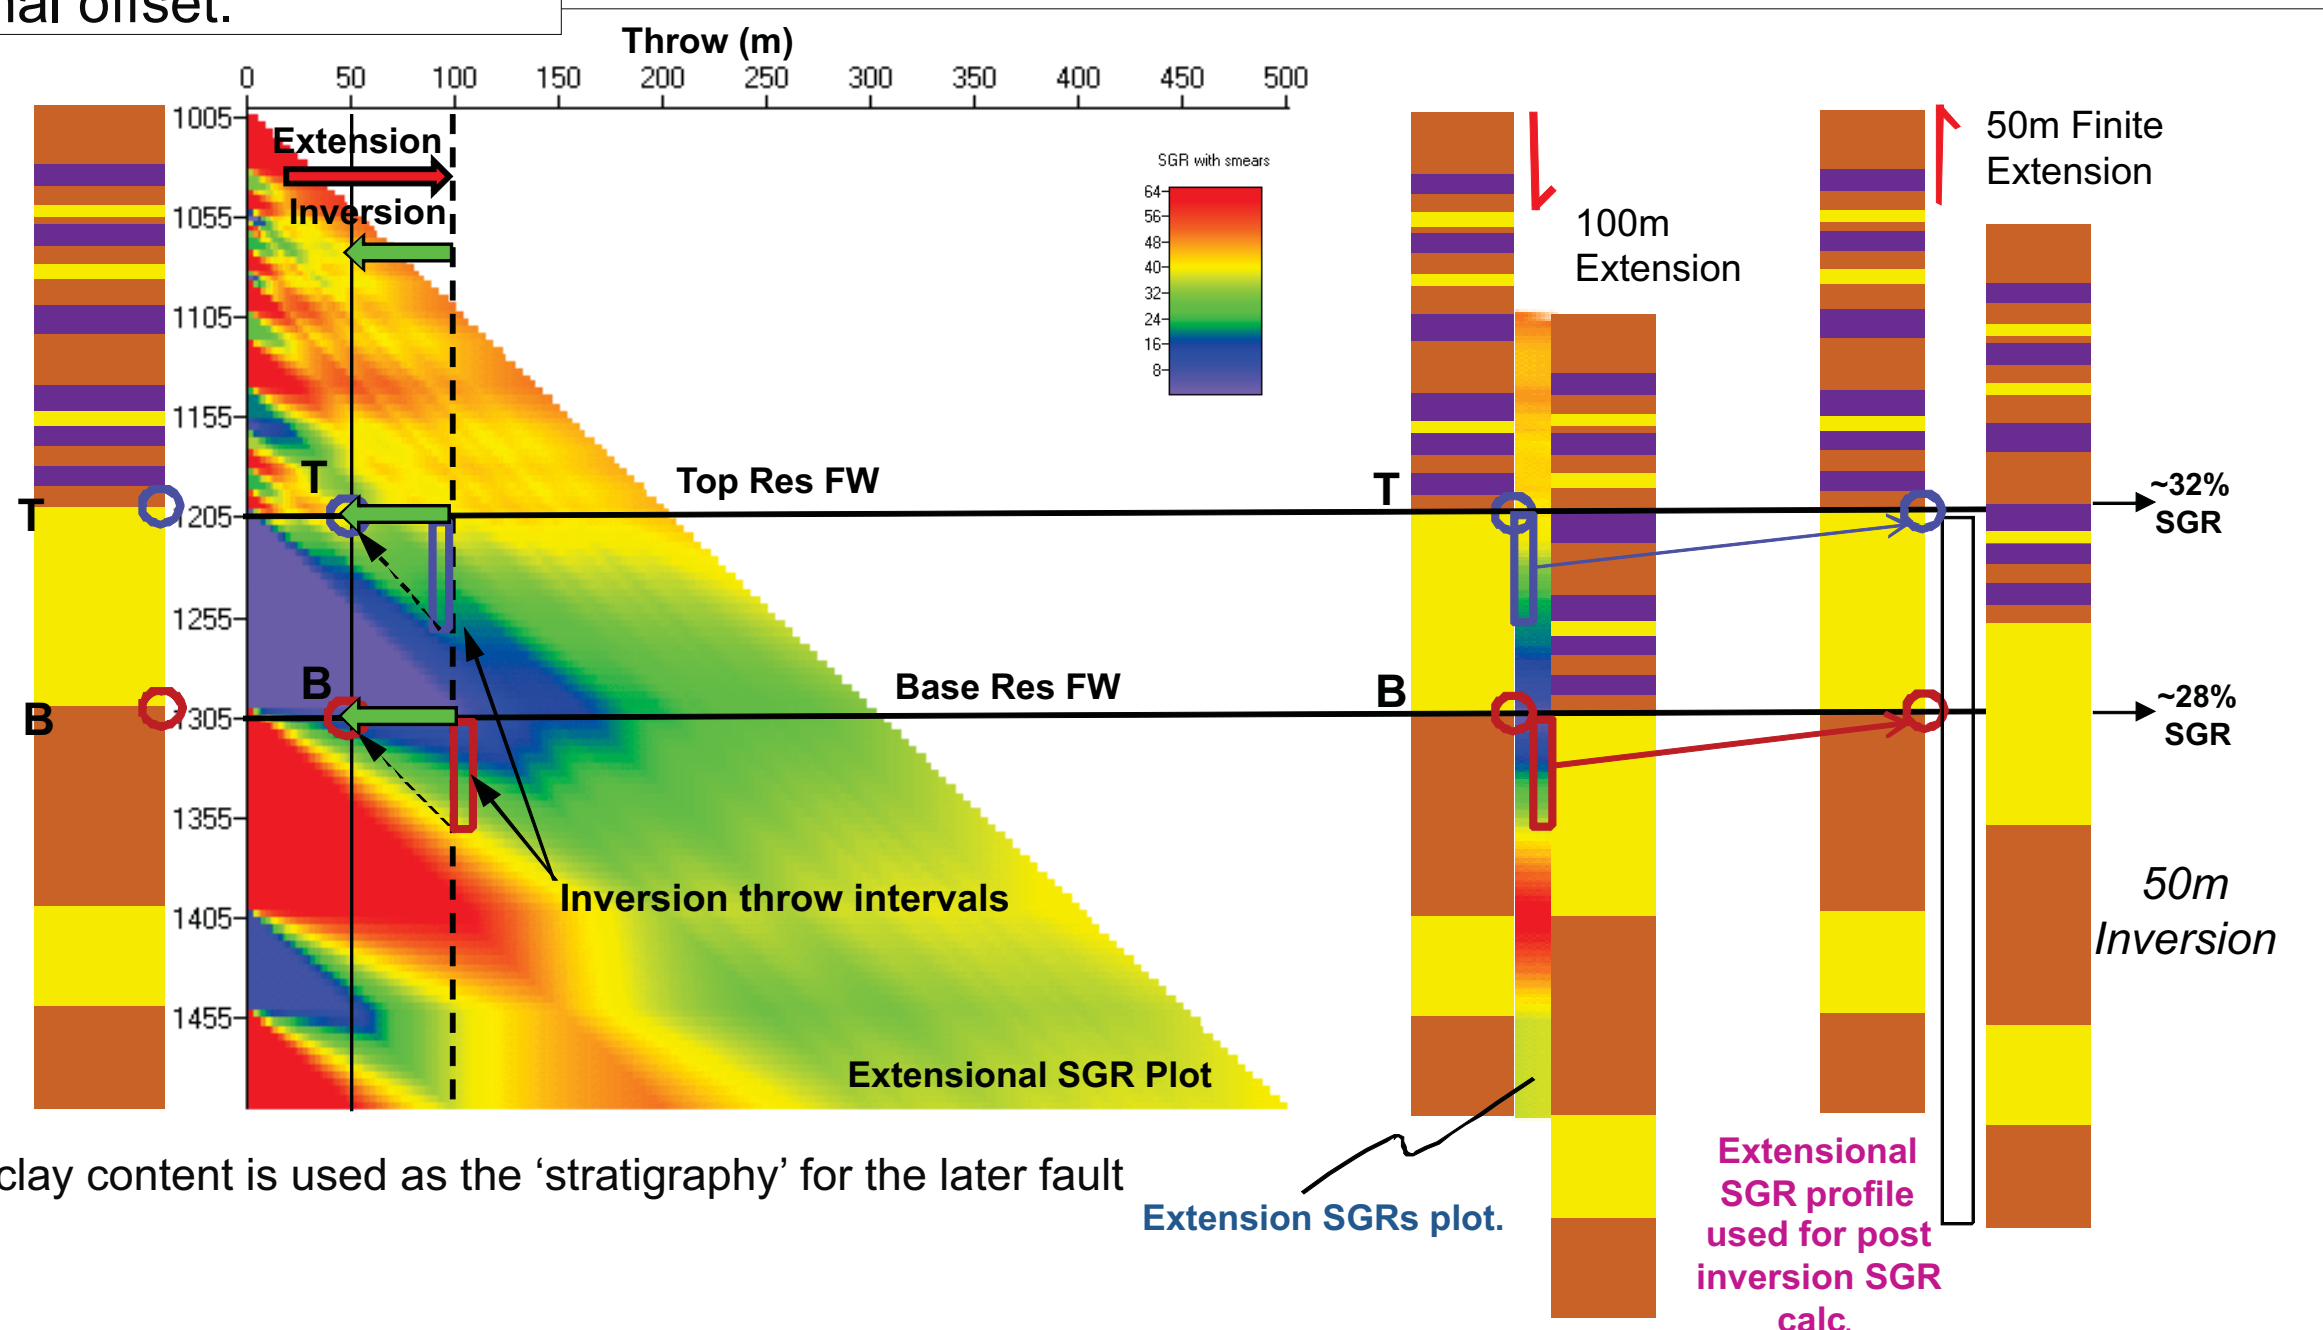 nal offset.
Throw (m)
0 50 100 150 200 250 300 350 400 450 500
1005
1055
1105
1155
1205
1255
1305
1355
1405
1455
Extension
Inversion
SGR with smears
64
56
48
40
32
24
16
8
T
B
T
B
Top Res FW
Base Res FW
Inversion throw intervals
Extensional SGR Plot
T
B
100m
Extension
50m Finite
Extension
~32%
SGR
~28%
SGR
50m
Inversion
clay content is used as the ‘stratigraphy’ for the later fault
Extension SGRs plot.
Extensional
SGR profile
used for post
inversion SGR
calc.